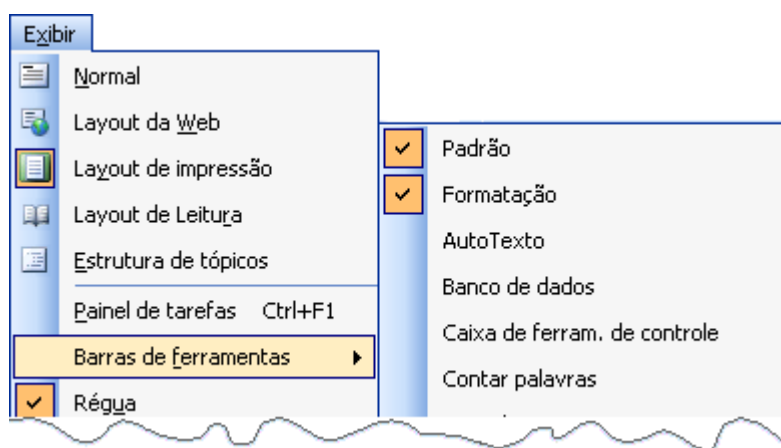 Exibir
Normal
Layout da Web
Layout de impressão
Layout de Leitura
Estrutura de tópicos
Painel de tarefas Ctrl+F1
Barras de ferramentas
Régua
Padrão
Formatação
AutoTexto
Banco de dados
Caixa de ferram. de controle
Contar palavras